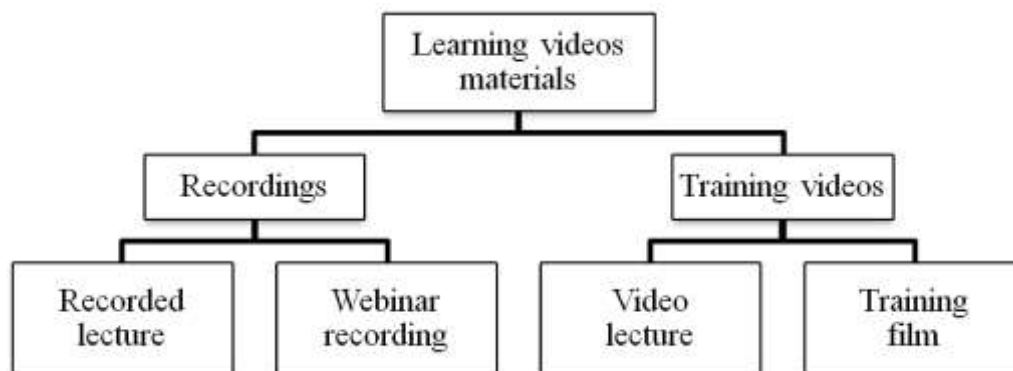 Learning videos
materials
Recordings
Training videos
Recorded
lecture
Webinar
recording
Video
lecture
Training
film